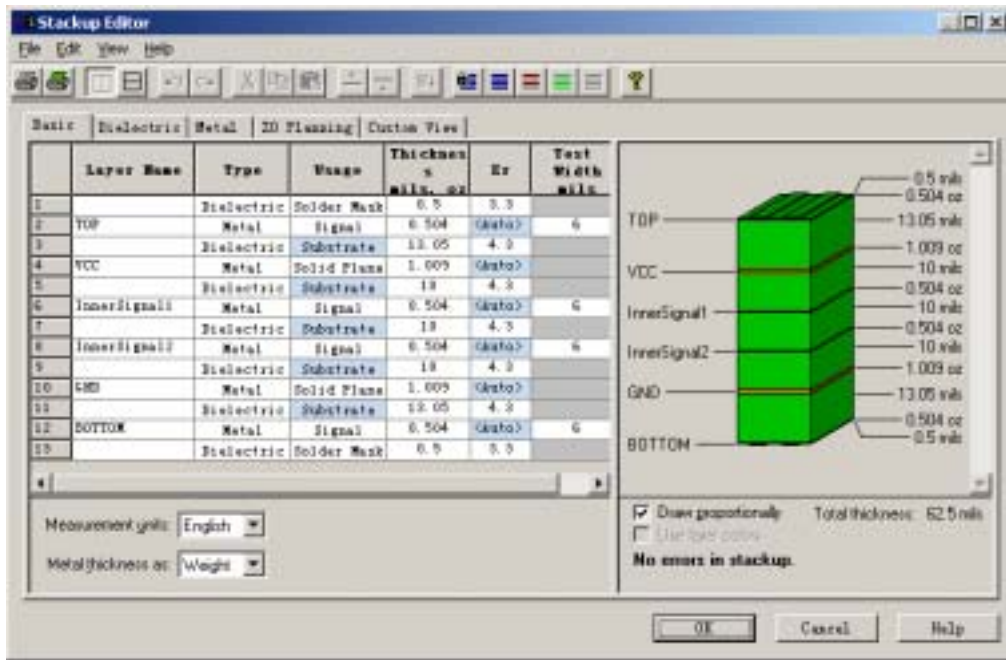 Stackup Editor
File Edit View Help
Basic Dielectric Metal Z0 Planning Custom View
Layer Name Type Usage Thickness mils, oz Er Test Width mils
1 Dielectric Solder Mask 0.5 3.3
2 TOP Metal Signal 0.504 <Auto> 6
3 Dielectric Substrate 13.05 4.3
4 VCC Metal Solid Plane 1.009 <Auto>
5 Dielectric Substrate 10 4.3
6 InnerSignal1 Metal Signal 0.504 <Auto> 6
7 Dielectric Substrate 10 4.3
8 InnerSignal2 Metal Signal 0.504 <Auto> 6
9 Dielectric Substrate 10 4.3
10 GND Metal Solid Plane 1.009 <Auto>
11 Dielectric Substrate 13.05 4.3
12 BOTTOM Metal Signal 0.504 <Auto> 6
13 Dielectric Solder Mask 0.5 3.3
Measurement units: English
Metal thickness as: Weight
0.5 mils
0.504 oz
TOP 13.05 mils
1.009 oz
VCC 10 mils
0.504 oz
InnerSignal1 10 mils
0.504 oz
InnerSignal2 10 mils
1.009 oz
GND 13.05 mils
0.504 oz
BOTTOM 0.5 mils
Draw proportionally Total thickness: 62.5 mils
Use layer colors
No errors in stackup.
OK Cancel Help